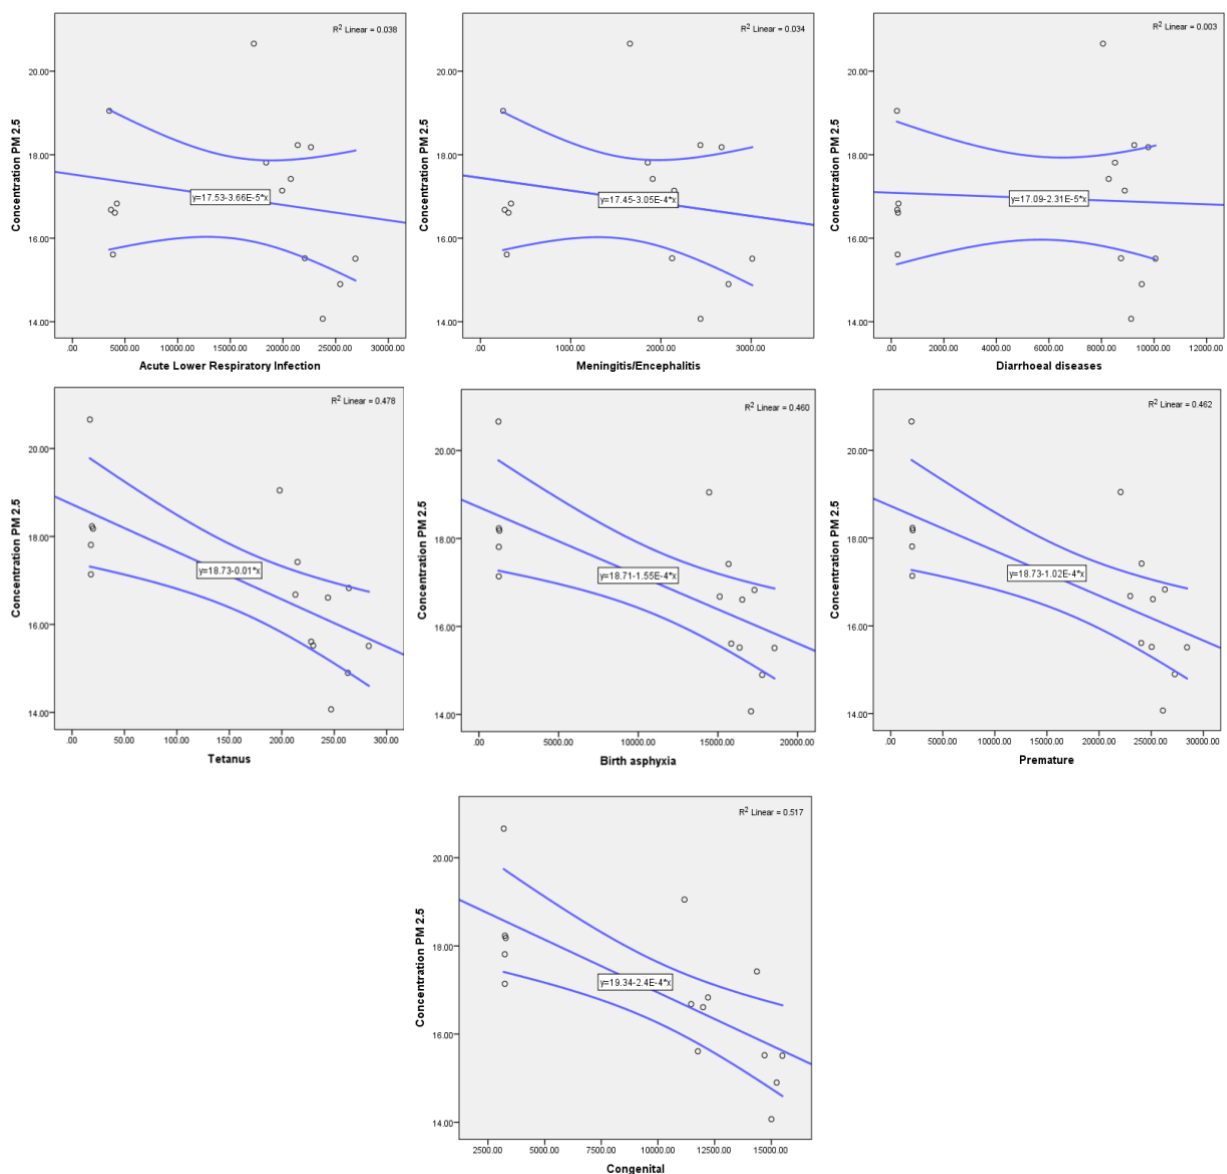 R² Linear = 0.038
Concentration PM 2.5
20.00
18.00
16.00
14.00
y=17.53-3.66E-5*x
.00 5000.00 10000.00 15000.00 20000.00 25000.00 30000.00
Acute Lower Respiratory Infection
R² Linear = 0.034
Concentration PM 2.5
20.00
18.00
16.00
14.00
y=17.45-3.05E-4*x
.00 1000.00 2000.00 3000.00
Meningitis/Encephalitis
R² Linear = 0.003
Concentration PM 2.5
20.00
18.00
16.00
14.00
y=17.09-2.31E-5*x
.00 2000.00 4000.00 6000.00 8000.00 10000.00 12000.00
Diarrhoeal diseases
R² Linear = 0.478
Concentration PM 2.5
20.00
18.00
16.00
14.00
y=18.73-0.01*x
.00 50.00 100.00 150.00 200.00 250.00 300.00
Tetanus
R² Linear = 0.460
Concentration PM 2.5
20.00
18.00
16.00
14.00
y=18.71-1.55E-4*x
.00 5000.00 10000.00 15000.00 20000.00
Birth asphyxia
R² Linear = 0.462
Concentration PM 2.5
20.00
18.00
16.00
14.00
y=18.73-1.02E-4*x
.00 5000.00 10000.00 15000.00 20000.00 25000.00 30000.00
Premature
R² Linear = 0.517
Concentration PM 2.5
20.00
18.00
16.00
14.00
y=19.34-2.4E-4*x
2500.00 5000.00 7500.00 10000.00 12500.00 15000.00
Congenital